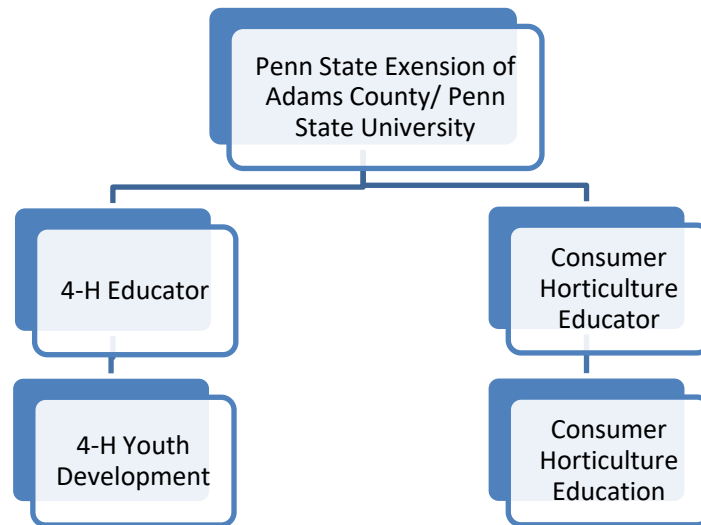 Penn State Exension of
Adams County/ Penn
State University
4-H Educator
Consumer
Horticulture
Educator
4-H Youth
Development
Consumer
Horticulture
Education